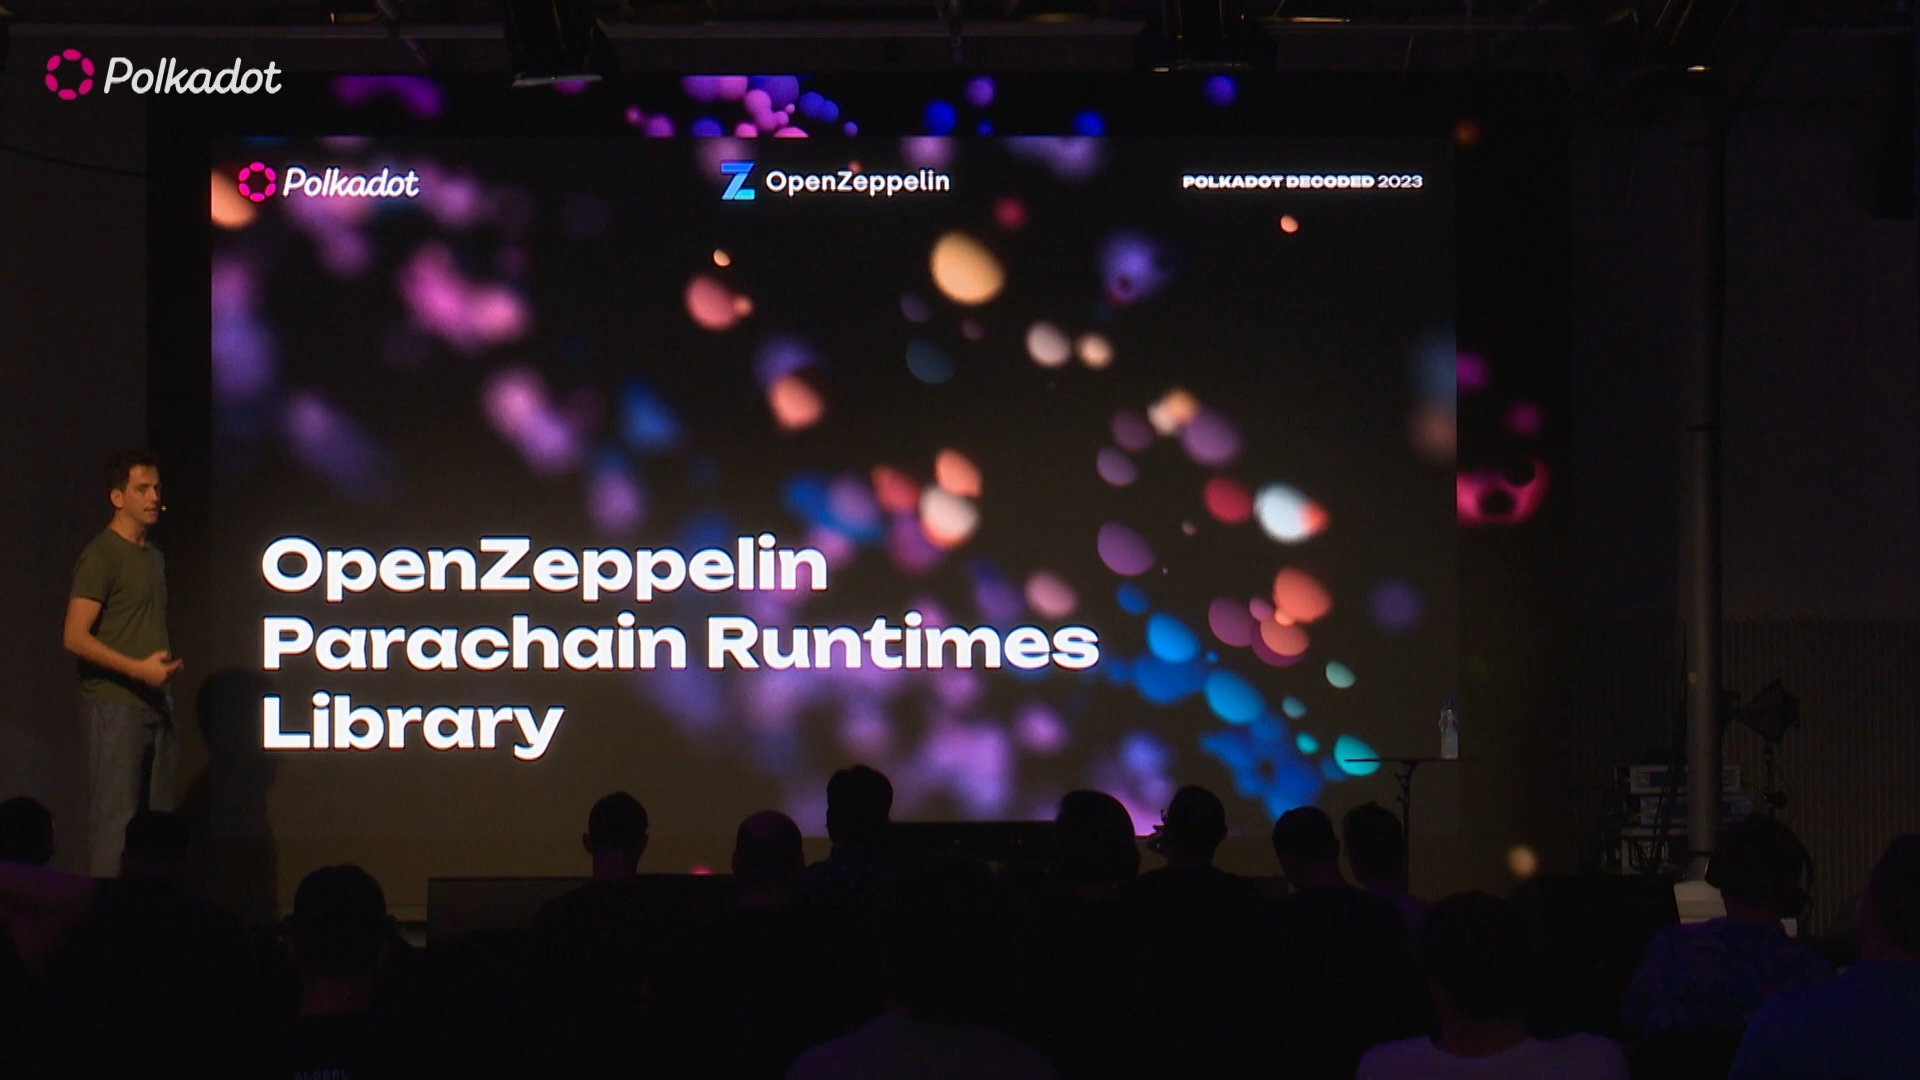 Polkadot
Polkadot
OpenZeppelin
POLKADOT DECODED 2023
OpenZeppelin
Parachain Runtimes
Library